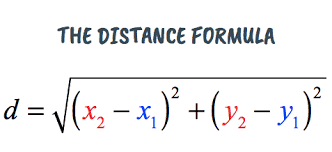 THE DISTANCE FORMULA
d = √((x₂ − x₁)² + (y₂ − y₁)²)